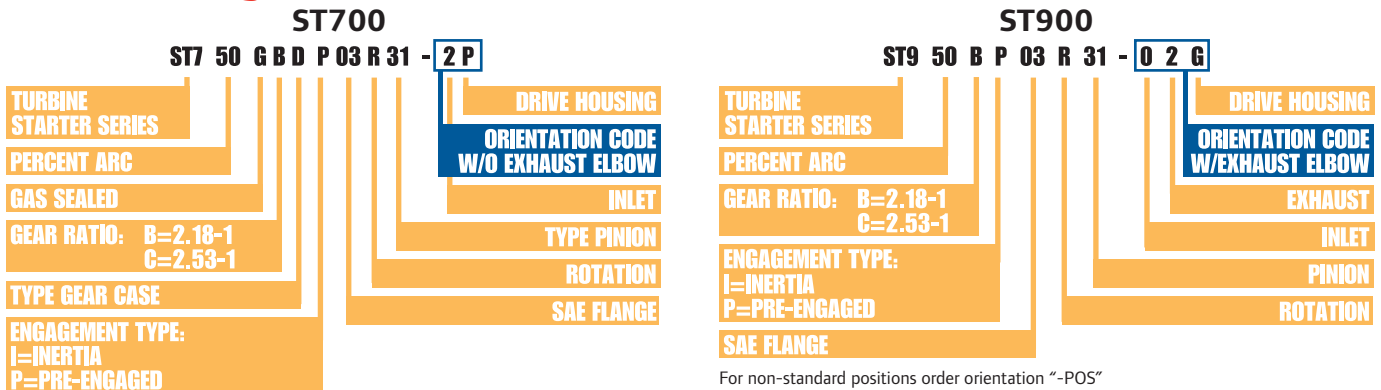 ST700
ST7 50 G B D P 03 R 31 - 2 P
TURBINE
STARTER SERIES
PERCENT ARC
GAS SEALED
GEAR RATIO: B=2.18-1
C=2.53-1
TYPE GEAR CASE
ENGAGEMENT TYPE:
I=INERTIA
P=PRE-ENGAGED
DRIVE HOUSING
ORIENTATION CODE
W/O EXHAUST ELBOW
INLET
TYPE PINION
ROTATION
SAE FLANGE
ST900
ST9 50 B P 03 R 31 - 0 2 G
TURBINE
STARTER SERIES
PERCENT ARC
GEAR RATIO: B=2.18-1
C=2.53-1
ENGAGEMENT TYPE:
I=INERTIA
P=PRE-ENGAGED
SAE FLANGE
DRIVE HOUSING
ORIENTATION CODE
W/EXHAUST ELBOW
EXHAUST
INLET
PINION
ROTATION
For non-standard positions order orientation “-POS”